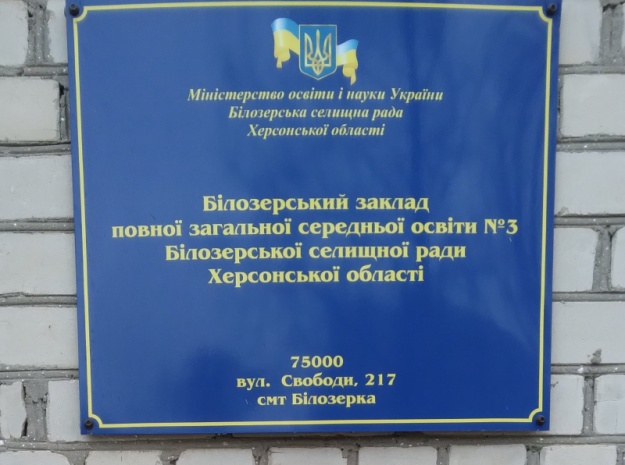 Міністерство освіти і науки України
Білозерська селищна рада
Херсонської області
Білозерський заклад
повної загальної середньої освіти №3
Білозерської селищної ради
Херсонської області
75000
вул. Свободи, 217
смт Білозерка